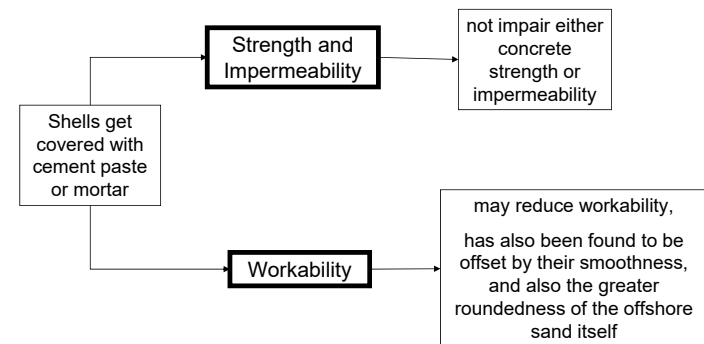 Shells get
covered with
cement paste
or mortar
Strength and
Impermeability
not impair either
concrete
strength or
impermeability
Workability
may reduce workability,
has also been found to be
offset by their smoothness,
and also the greater
roundedness of the offshore
sand itself